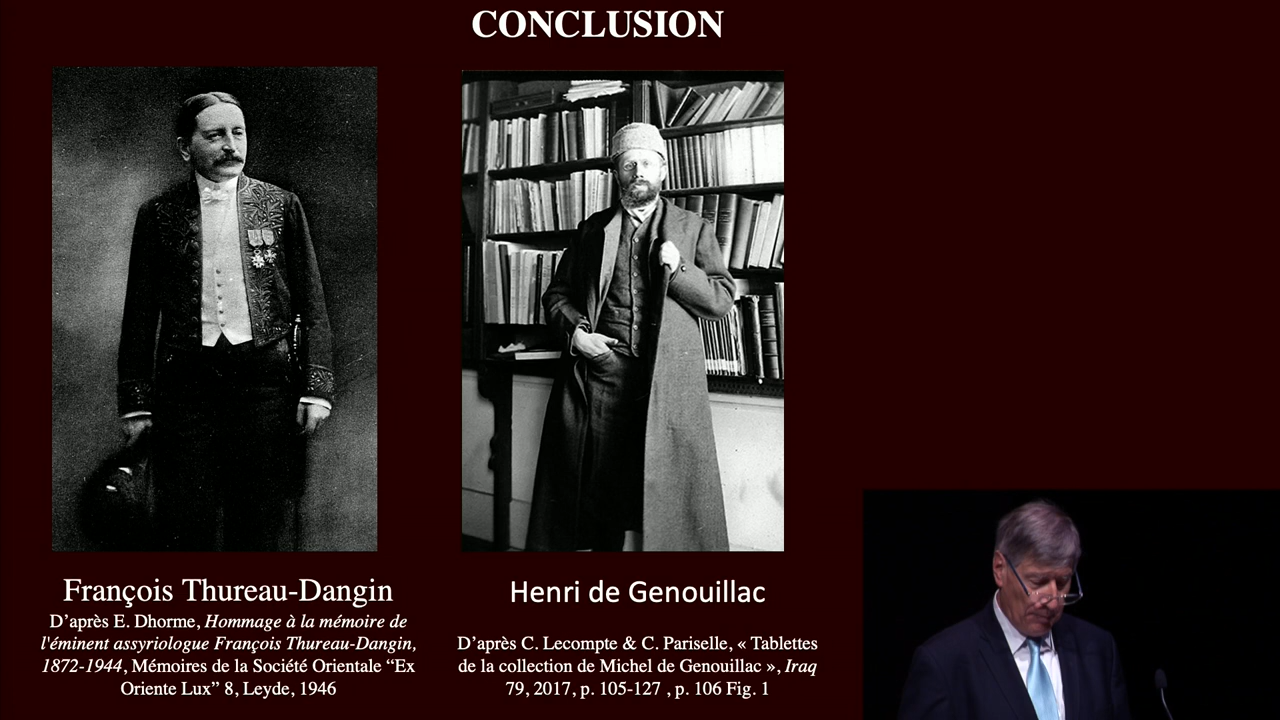 CONCLUSION
François Thureau-Dangin
D’après E. Dhorme, Hommage à la mémoire de
l'éminent assyriologue François Thureau-Dangin,
1872-1944, Mémoires de la Société Orientale “Ex
Oriente Lux” 8, Leyde, 1946
Henri de Genouillac
D’après C. Lecompte & C. Pariselle, « Tablettes
de la collection de Michel de Genouillac », Iraq
79, 2017, p. 105-127 , p. 106 Fig. 1